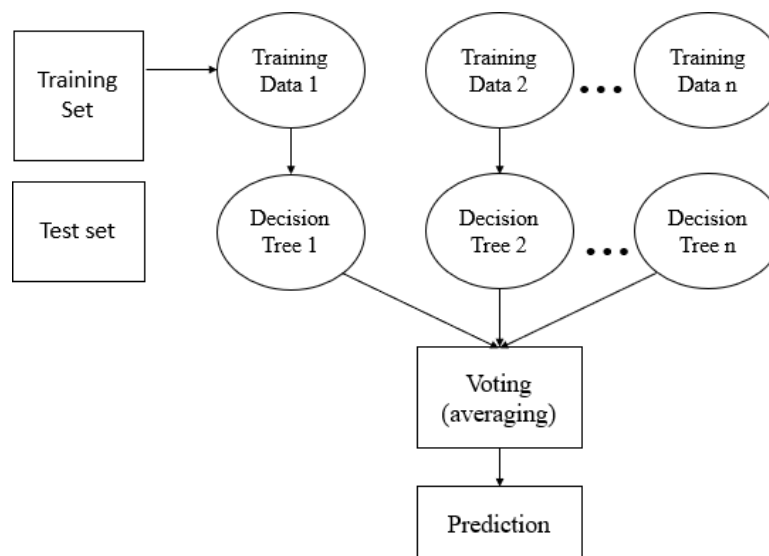 Training
Set
Training
Data 1
Training
Data 2
Training
Data n
Test set
Decision
Tree 1
Decision
Tree 2
Decision
Tree n
Voting
(averaging)
Prediction